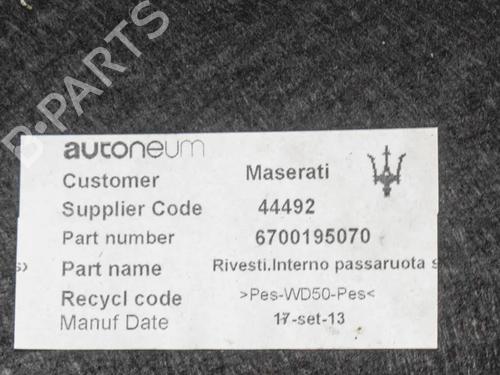 B-PARTS
autoneum
Customer Maserati
Supplier Code 44492
Part number 6700195070
s) Part name Rivesti.Interno passaruota s
Recycl code >Pes-WD50-Pes<
Manuf Date 17-set-13